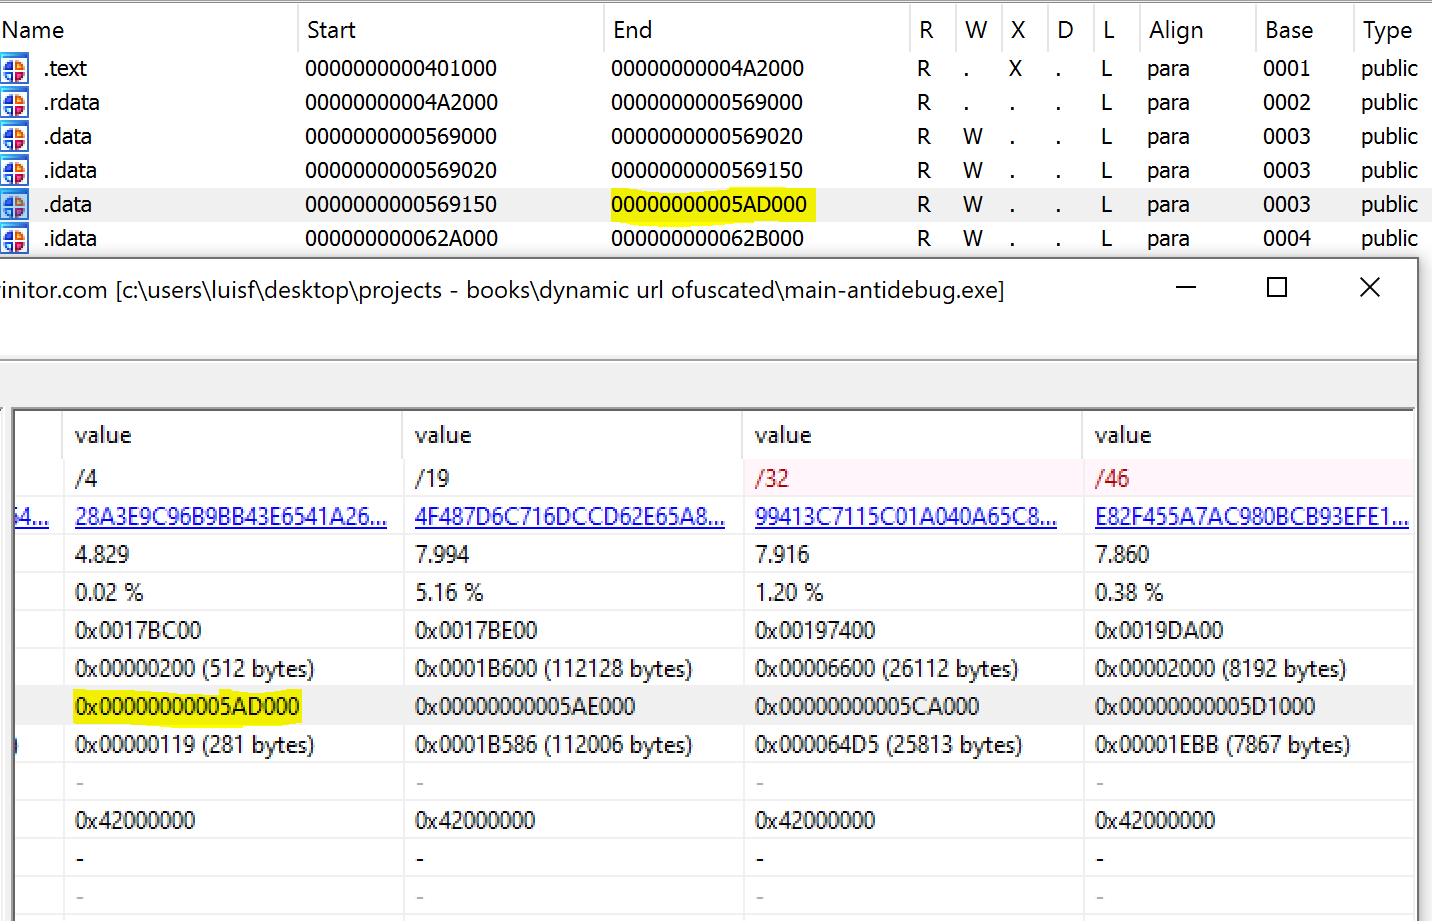 Name Start End R W X D L Align Base Type
.text 0000000000401000 00000000004A2000 R . X . L para 0001 public
.rdata 00000000004A2000 0000000000569000 R . . . L para 0002 public
.data 0000000000569000 0000000000569020 R W . . L para 0003 public
.idata 0000000000569020 0000000000569150 R W . . L para 0003 public
.data 0000000000569150 00000000005AD000 R W . . L para 0003 public
.idata 000000000062A000 000000000062B000 R W . . L para 0004 public
initor.com [c:\users\luisf\desktop\projects - books\dynamic url ofuscated\main-antidebug.exe]
value value value value
/4 /19 /32 /46
54... 28A3E9C96B9BB43E6541A26... 4F487D6C716DCCD62E65A8... 99413C7115C01A040A65C8... E82F455A7AC980BCB93EFE1...
4.829 7.994 7.916 7.860
0.02 % 5.16 % 1.20 % 0.38 %
0x0017BC00 0x0017BE00 0x00197400 0x0019DA00
0x00000200 (512 bytes) 0x0001B600 (112128 bytes) 0x00006600 (26112 bytes) 0x00002000 (8192 bytes)
0x00000000005AD000 0x00000000005AE000 0x00000000005CA000 0x00000000005D1000
0x00000119 (281 bytes) 0x0001B586 (112006 bytes) 0x000064D5 (25813 bytes) 0x00001EBB (7867 bytes)
- - - -
0x42000000 0x42000000 0x42000000 0x42000000
- - - -
- - - -